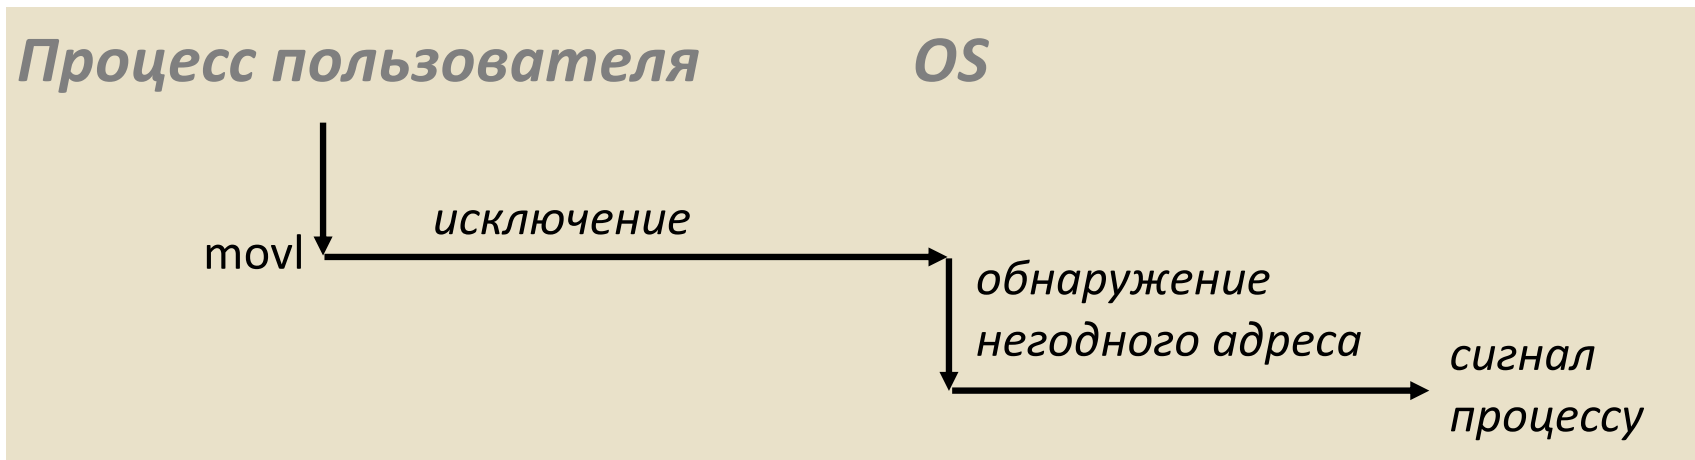 Процесс пользователя OS
исключение
movl
обнаружение
негодного адреса
сигнал
процессу